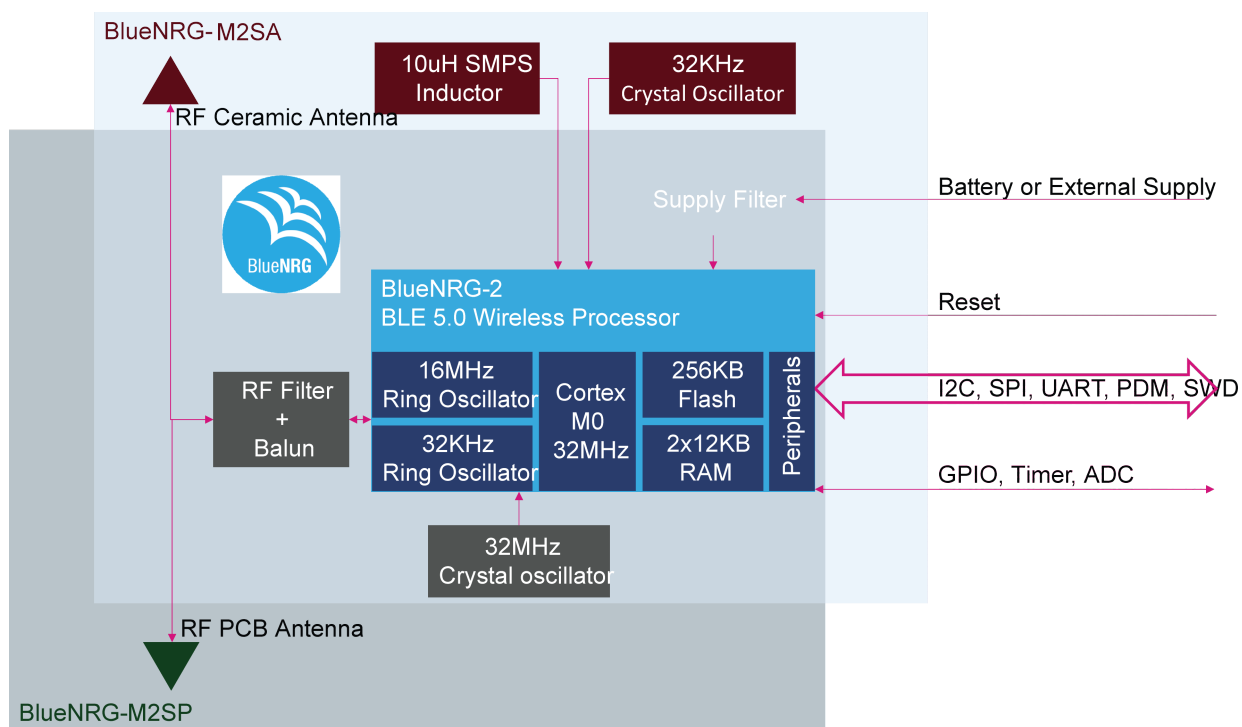 BlueNRG-M2SA
10uH SMPS
Inductor
32KHz
Crystal Oscillator
RF Ceramic Antenna
Battery or External Supply
Supply Filter
BlueNRG
BlueNRG-2
BLE 5.0 Wireless Processor
Reset
16MHz
Ring Oscillator
32KHz
Ring Oscillator
Cortex
M0
32MHz
256KB
Flash
2x12KB
RAM
Peripherals
I2C, SPI, UART, PDM, SWD
RF Filter
+
Balun
GPIO, Timer, ADC
32MHz
Crystal oscillator
RF PCB Antenna
BlueNRG-M2SP